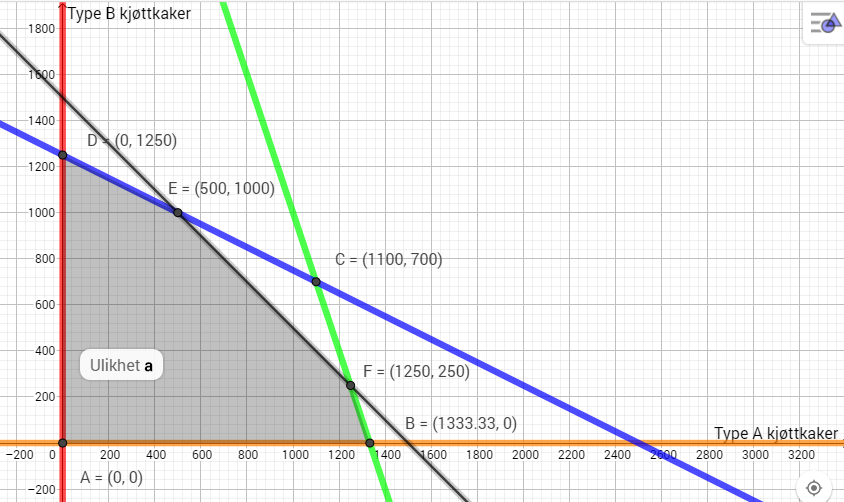 Type B kjøttkaker
1800
1600
1400
D = (0, 1250)
1200
E = (500, 1000)
1000
C = (1100, 700)
800
600
400
Ulikhet a
F = (1250, 250)
200
B = (1333.33, 0)
Type A kjøttkaker
−200 0 200 400 600 800 1000 1200 1400 1600 1800 2000 2200 2400 2600 2800 3000 3200
A = (0, 0)
−200